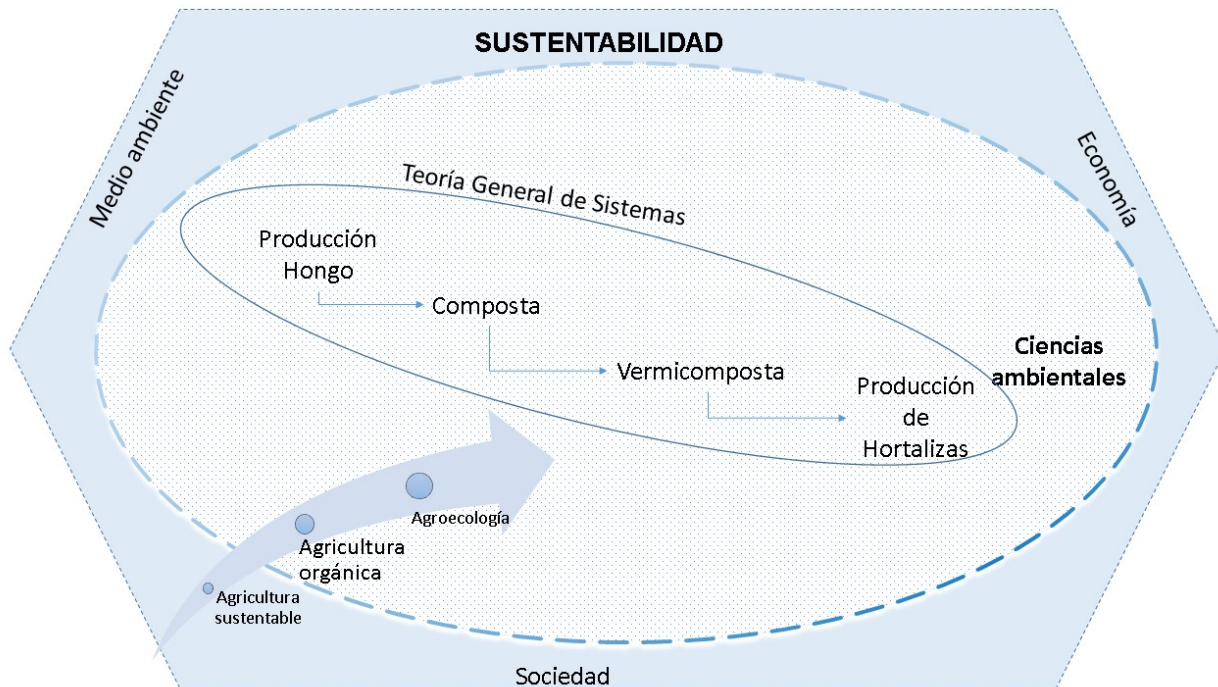 SUSTENTABILIDAD
Medio ambiente
Economía
Teoría General de Sistemas
Producción
Hongo
Composta
Vermicomposta
Producción
de
Hortalizas
Ciencias
ambientales
Agroecología
Agricultura
orgánica
Agricultura
sustentable
Sociedad